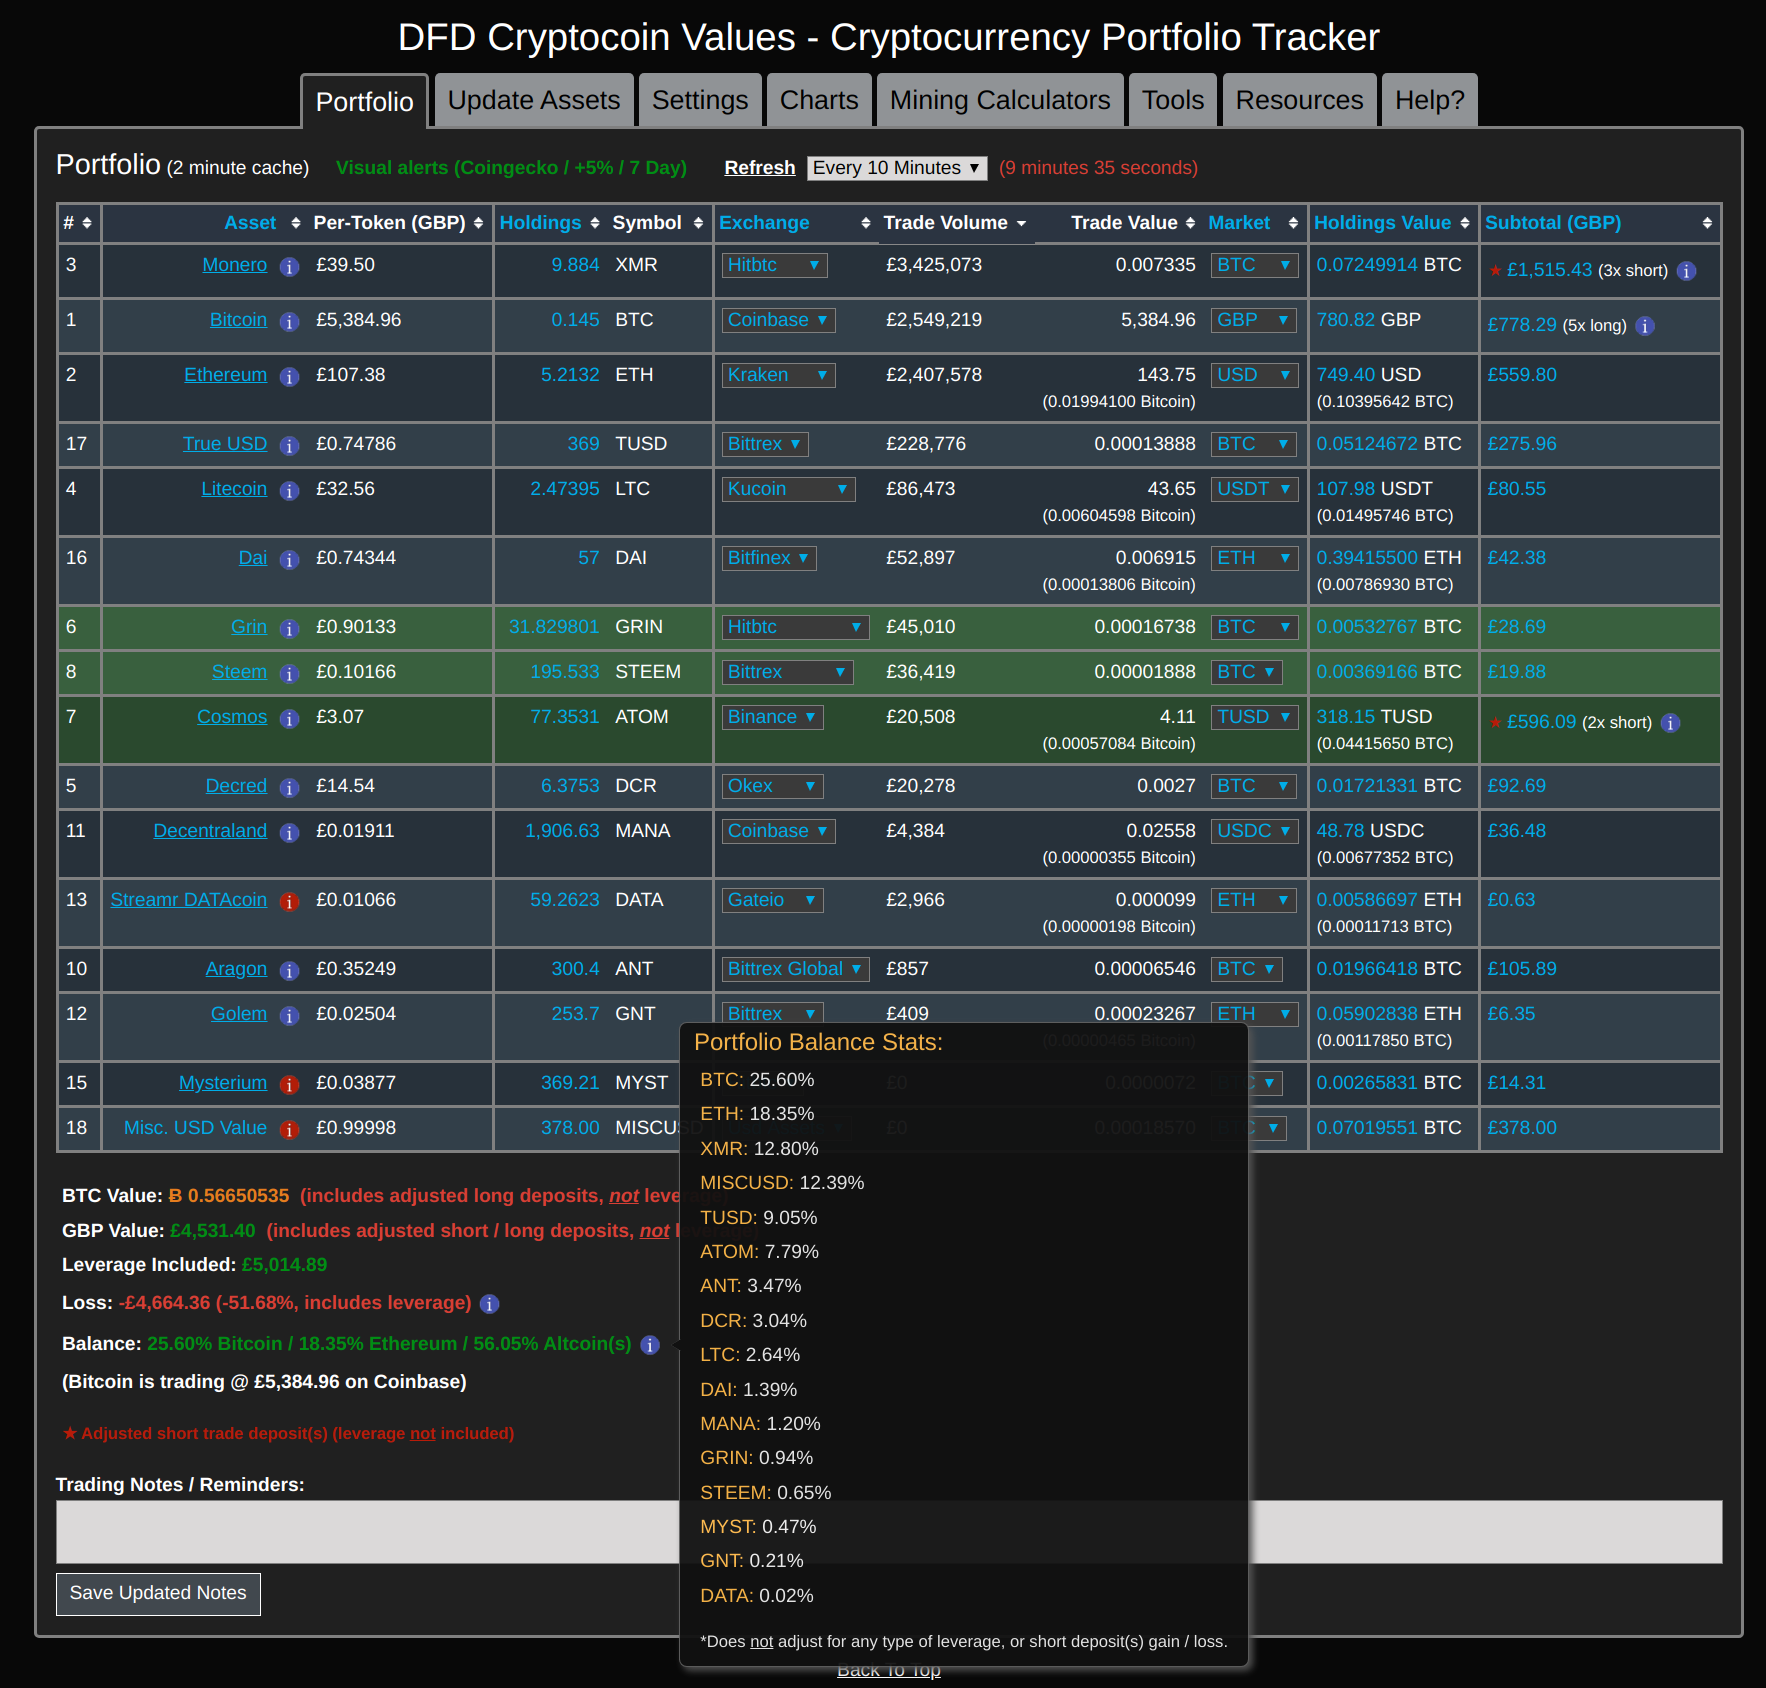 DFD Cryptocoin Values - Cryptocurrency Portfolio Tracker
Portfolio Update Assets Settings Charts Mining Calculators Tools Resources Help?
Portfolio (2 minute cache) Visual alerts (Coingecko / +5% / 7 Day) Refresh Every 10 Minutes (9 minutes 35 seconds)
# Asset Per-Token (GBP) Holdings Symbol Exchange Trade Volume Trade Value Market Holdings Value Subtotal (GBP)
3 Monero i £39.50 9.884 XMR Hitbtc £3,425,073 0.007335 BTC 0.07249914 BTC ★ £1,515.43 (3x short) i
1 Bitcoin i £5,384.96 0.145 BTC Coinbase £2,549,219 5,384.96 GBP 780.82 GBP £778.29 (5x long) i
2 Ethereum i £107.38 5.2132 ETH Kraken £2,407,578 143.75 USD 749.40 USD £559.80
(0.01994100 Bitcoin) (0.10395642 BTC)
17 True USD i £0.74786 369 TUSD Bittrex £228,776 0.00013888 BTC 0.05124672 BTC £275.96
4 Litecoin i £32.56 2.47395 LTC Kucoin £86,473 43.65 USDT 107.98 USDT £80.55
(0.00604598 Bitcoin) (0.01495746 BTC)
16 Dai i £0.74344 57 DAI Bitfinex £52,897 0.006915 ETH 0.39415500 ETH £42.38
(0.00013806 Bitcoin) (0.00786930 BTC)
6 Grin i £0.90133 31.829801 GRIN Hitbtc £45,010 0.00016738 BTC 0.00532767 BTC £28.69
8 Steem i £0.10166 195.533 STEEM Bittrex £36,419 0.00001888 BTC 0.00369166 BTC £19.88
7 Cosmos i £3.07 77.3531 ATOM Binance £20,508 4.11 TUSD 318.15 TUSD ★ £596.09 (2x short) i
(0.00057084 Bitcoin) (0.04415650 BTC)
5 Decred i £14.54 6.3753 DCR Okex £20,278 0.0027 BTC 0.01721331 BTC £92.69
11 Decentraland i £0.01911 1,906.63 MANA Coinbase £4,384 0.02558 USDC 48.78 USDC £36.48
(0.00000355 Bitcoin) (0.00677352 BTC)
13 Streamr DATAcoin i £0.01066 59.2623 DATA Gateio £2,966 0.000099 ETH 0.00586697 ETH £0.63
(0.00000198 Bitcoin) (0.00011713 BTC)
10 Aragon i £0.35249 300.4 ANT Bittrex Global £857 0.00006546 BTC 0.01966418 BTC £105.89
12 Golem i £0.02504 253.7 GNT Bittrex £409 0.00023267 ETH 0.05902838 ETH £6.35
(0.00000465 Bitcoin) (0.00117850 BTC)
15 Mysterium i £0.03877 369.21 MYST £0 0.0000072 BTC 0.00265831 BTC £14.31
18 Misc. USD Value i £0.99998 378.00 MISCUSD £0 0.00018570 BTC 0.07019551 BTC £378.00
BTC Value: Ƀ 0.56650535 (includes adjusted long deposits, not leverage)
GBP Value: £4,531.40 (includes adjusted short / long deposits, not
Leverage Included: £5,014.89
Loss: -£4,664.36 (-51.68%, includes leverage) i
Balance: 25.60% Bitcoin / 18.35% Ethereum / 56.05% Altcoin(s) i
(Bitcoin is trading @ £5,384.96 on Coinbase)
★ Adjusted short trade deposit(s) (leverage not included)
Trading Notes / Reminders:
Save Updated Notes
Portfolio Balance Stats:
BTC: 25.60%
ETH: 18.35%
XMR: 12.80%
MISCUSD: 12.39%
TUSD: 9.05%
ATOM: 7.79%
ANT: 3.47%
DCR: 3.04%
LTC: 2.64%
DAI: 1.39%
MANA: 1.20%
GRIN: 0.94%
STEEM: 0.65%
MYST: 0.47%
GNT: 0.21%
DATA: 0.02%
*Does not adjust for any type of leverage, or short deposit(s) gain / loss.
Back To Top